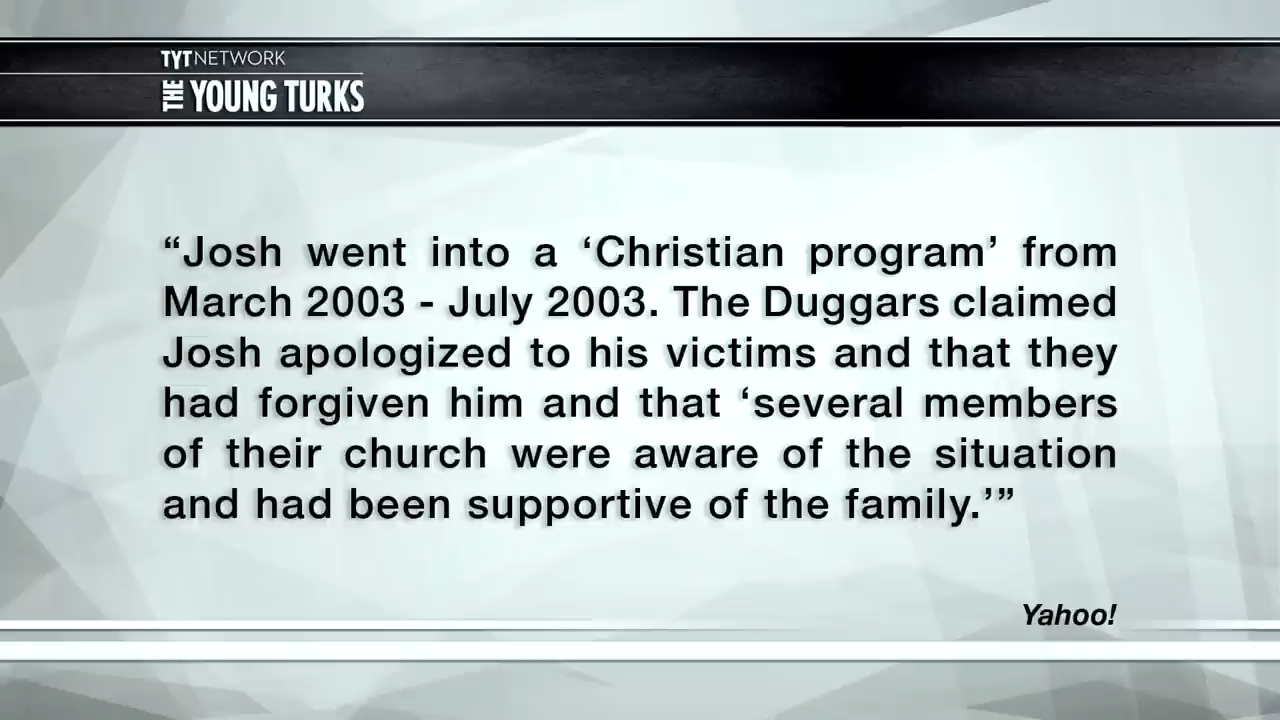 TYT NETWORK
THE YOUNG TURKS
“Josh went into a ‘Christian program’ from
March 2003 - July 2003. The Duggars claimed
Josh apologized to his victims and that they
had forgiven him and that ‘several members
of their church were aware of the situation
and had been supportive of the family.’”
Yahoo!